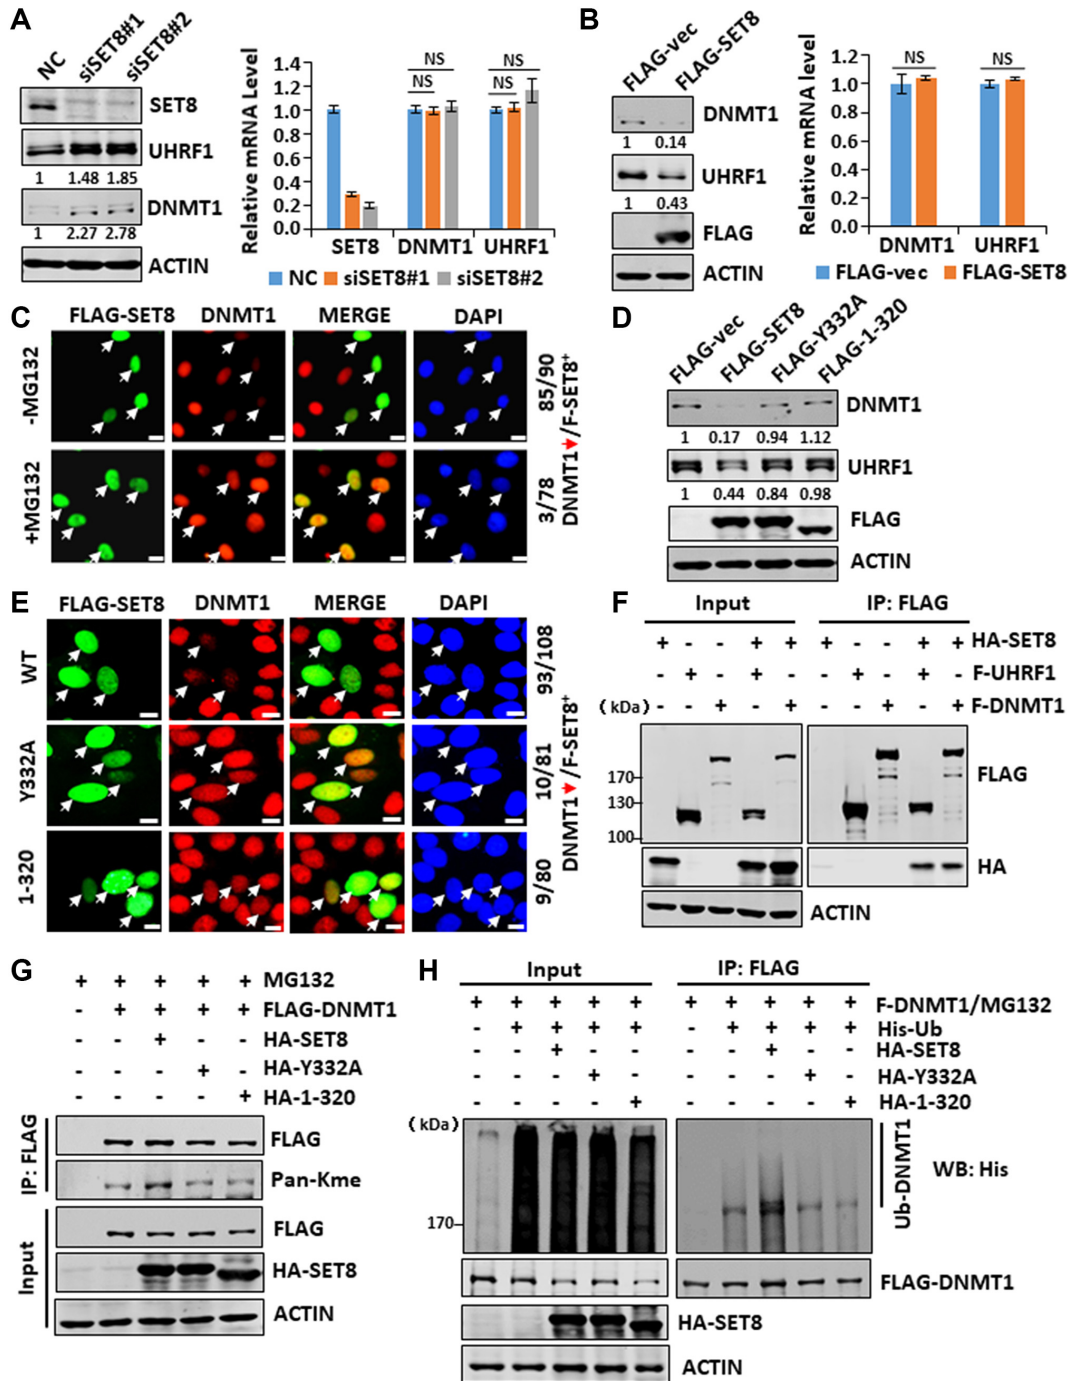 A
NC
siSET8#1
siSET8#2
SET8
UHRF1
1 1.48 1.85
DNMT1
1 2.27 2.78
ACTIN
Relative mRNA Level
1.4
1.2
1.0
0.8
0.6
0.4
0.2
0.0
NS
NS
NS
NS
SET8 DNMT1 UHRF1
NC siSET8#1 siSET8#2
B
FLAG-vec
FLAG-SET8
DNMT1
1 0.14
UHRF1
1 0.43
FLAG
ACTIN
Relative mRNA level
1.2
1.0
0.8
0.6
0.4
0.2
0
NS
NS
DNMT1 UHRF1
FLAG-vec FLAG-SET8
C
FLAG-SET8 DNMT1 MERGE DAPI
-MG132
+MG132
85/90
3/78
DNMT1↓/F-SET8⁺
D
FLAG-vec
FLAG-SET8
FLAG-Y332A
FLAG-1-320
DNMT1
1 0.17 0.94 1.12
UHRF1
1 0.44 0.84 0.98
FLAG
ACTIN
E
FLAG-SET8 DNMT1 MERGE DAPI
WT
Y332A
1-320
93/108
10/81
9/80
DNMT1↓/F-SET8⁺
F
Input IP: FLAG
+ - - + + + - - + + HA-SET8
- + - + - - + - + - F-UHRF1
- - + - + - - + - + F-DNMT1
(kDa)
170
130
100
FLAG
HA
ACTIN
G
+ + + + + MG132
- + + + + FLAG-DNMT1
- - + - - HA-SET8
- - - + - HA-Y332A
- - - - + HA-1-320
IP: FLAG
FLAG
Pan-Kme
Input
FLAG
HA-SET8
ACTIN
H
Input IP: FLAG
+ + + + + + + + + + F-DNMT1/MG132
- + + + + - + + + + His-Ub
- - + - - - - + - - HA-SET8
- - - + - - - - + - HA-Y332A
- - - - + - - - - + HA-1-320
(kDa)
170
Ub-DNMT1
WB: His
FLAG-DNMT1
HA-SET8
ACTIN